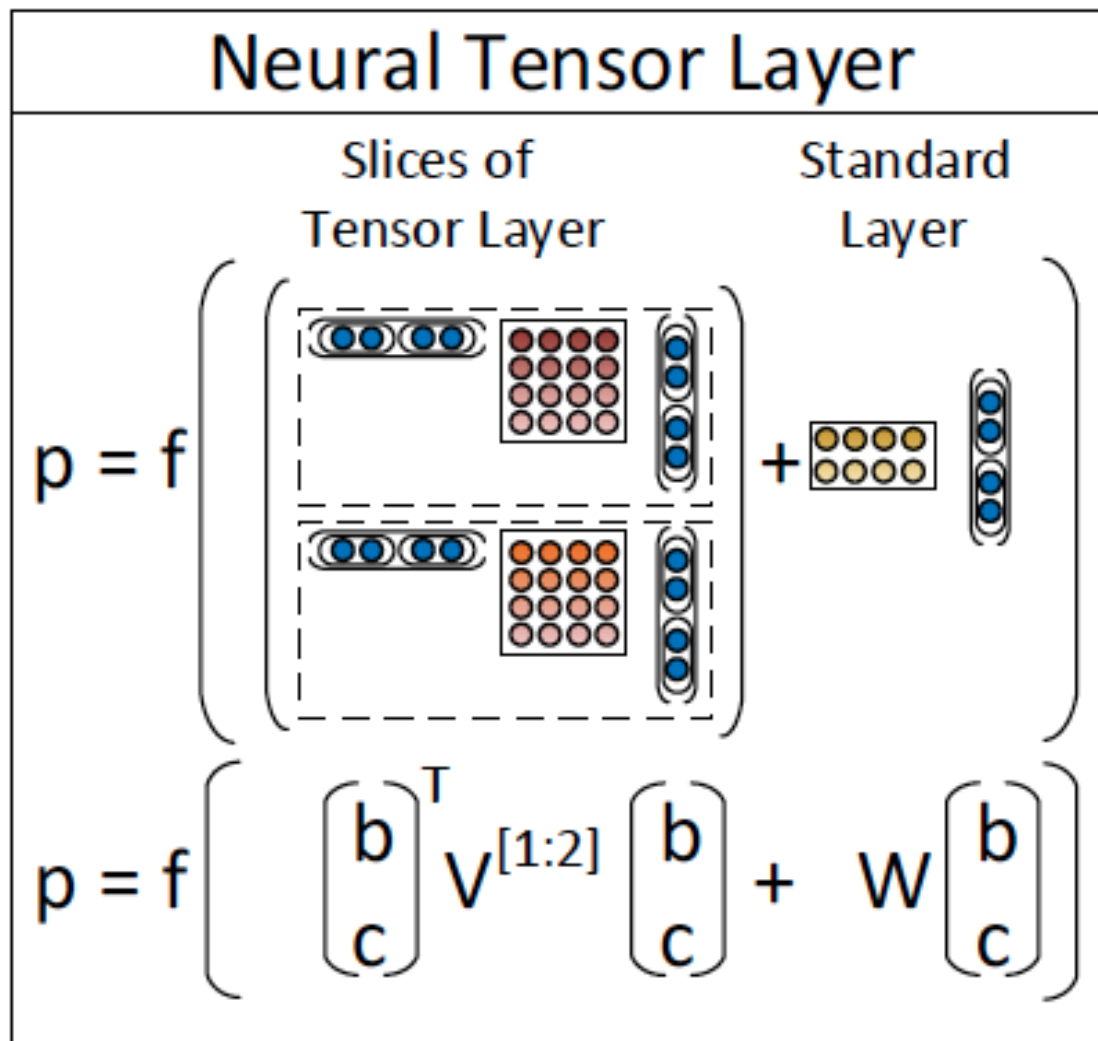 Neural Tensor Layer
Slices of Tensor Layer
Standard Layer
p = f
+
p = f ( [b c]^T V^[1:2] [b c] + W [b c] )